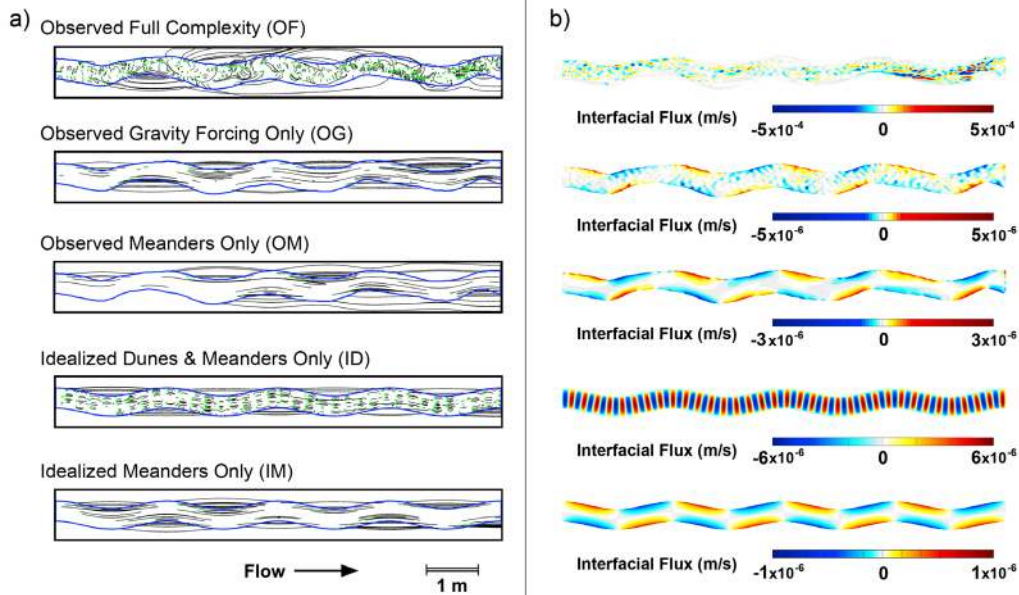 a)
Observed Full Complexity (OF)
Observed Gravity Forcing Only (OG)
Observed Meanders Only (OM)
Idealized Dunes & Meanders Only (ID)
Idealized Meanders Only (IM)
Flow
1 m
b)
Interfacial Flux (m/s)
-5x10⁻⁴ 0 5x10⁻⁴
Interfacial Flux (m/s)
-5x10⁻⁶ 0 5x10⁻⁶
Interfacial Flux (m/s)
-3x10⁻⁶ 0 3x10⁻⁶
Interfacial Flux (m/s)
-6x10⁻⁶ 0 6x10⁻⁶
Interfacial Flux (m/s)
-1x10⁻⁶ 0 1x10⁻⁶